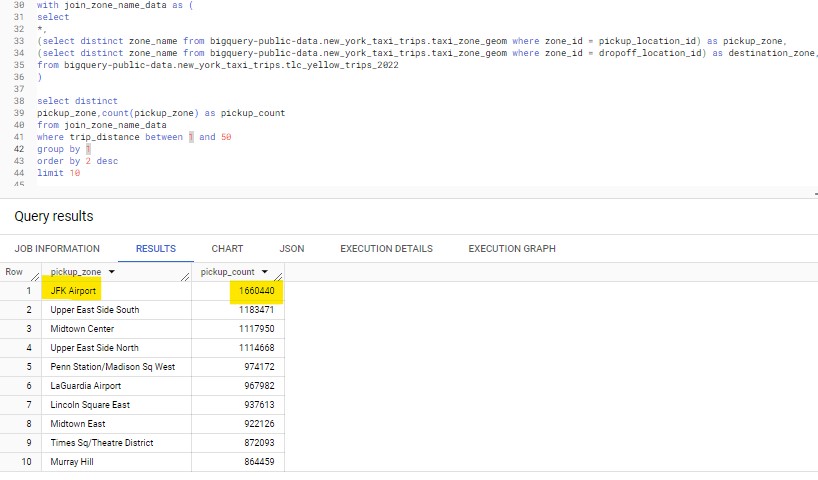 30 with join_zone_name_data as (
31 select
32 *,
33 (select distinct zone_name from bigquery-public-data.new_york_taxi_trips.taxi_zone_geom where zone_id = pickup_location_id) as pickup_zone,
34 (select distinct zone_name from bigquery-public-data.new_york_taxi_trips.taxi_zone_geom where zone_id = dropoff_location_id) as destination_zone,
35 from bigquery-public-data.new_york_taxi_trips.tlc_yellow_trips_2022
36 )
37
38 select distinct
39 pickup_zone,count(pickup_zone) as pickup_count
40 from join_zone_name_data
41 where trip_distance between 1 and 50
42 group by 1
43 order by 2 desc
44 limit 10
45
Query results
JOB INFORMATION RESULTS CHART JSON EXECUTION DETAILS EXECUTION GRAPH
Row pickup_zone pickup_count
1 JFK Airport 1660440
2 Upper East Side South 1183471
3 Midtown Center 1117950
4 Upper East Side North 1114668
5 Penn Station/Madison Sq West 974172
6 LaGuardia Airport 967982
7 Lincoln Square East 937613
8 Midtown East 922126
9 Times Sq/Theatre District 872093
10 Murray Hill 864459